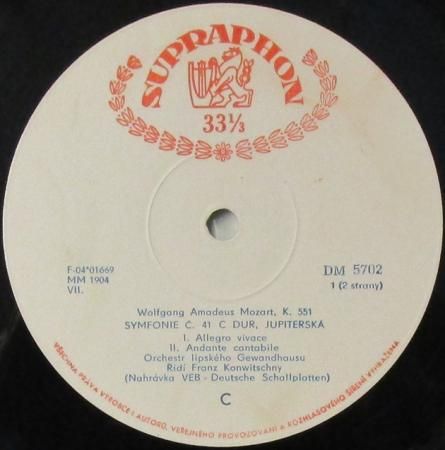 SUPRAPHON
33⅓
F-04*01669
MM 1904
VII.
DM 5702
1 (2 strany)
Wolfgang Amadeus Mozart, K. 551
SYMFONIE Č. 41 C DUR, JUPITERSKÁ
I. Allegro vivace
II. Andante cantabile
Orchestr lipského Gewandhausu
Řídí Franz Konwitschny
(Nahrávka VEB - Deutsche Schallplatten)
C
VŠECHNA PRÁVA VÝROBCE I AUTORŮ, VEŘEJNÉHO PROVOZOVÁNÍ A ROZHLASOVÉHO ŠÍŘENÍ VYHRAZENA